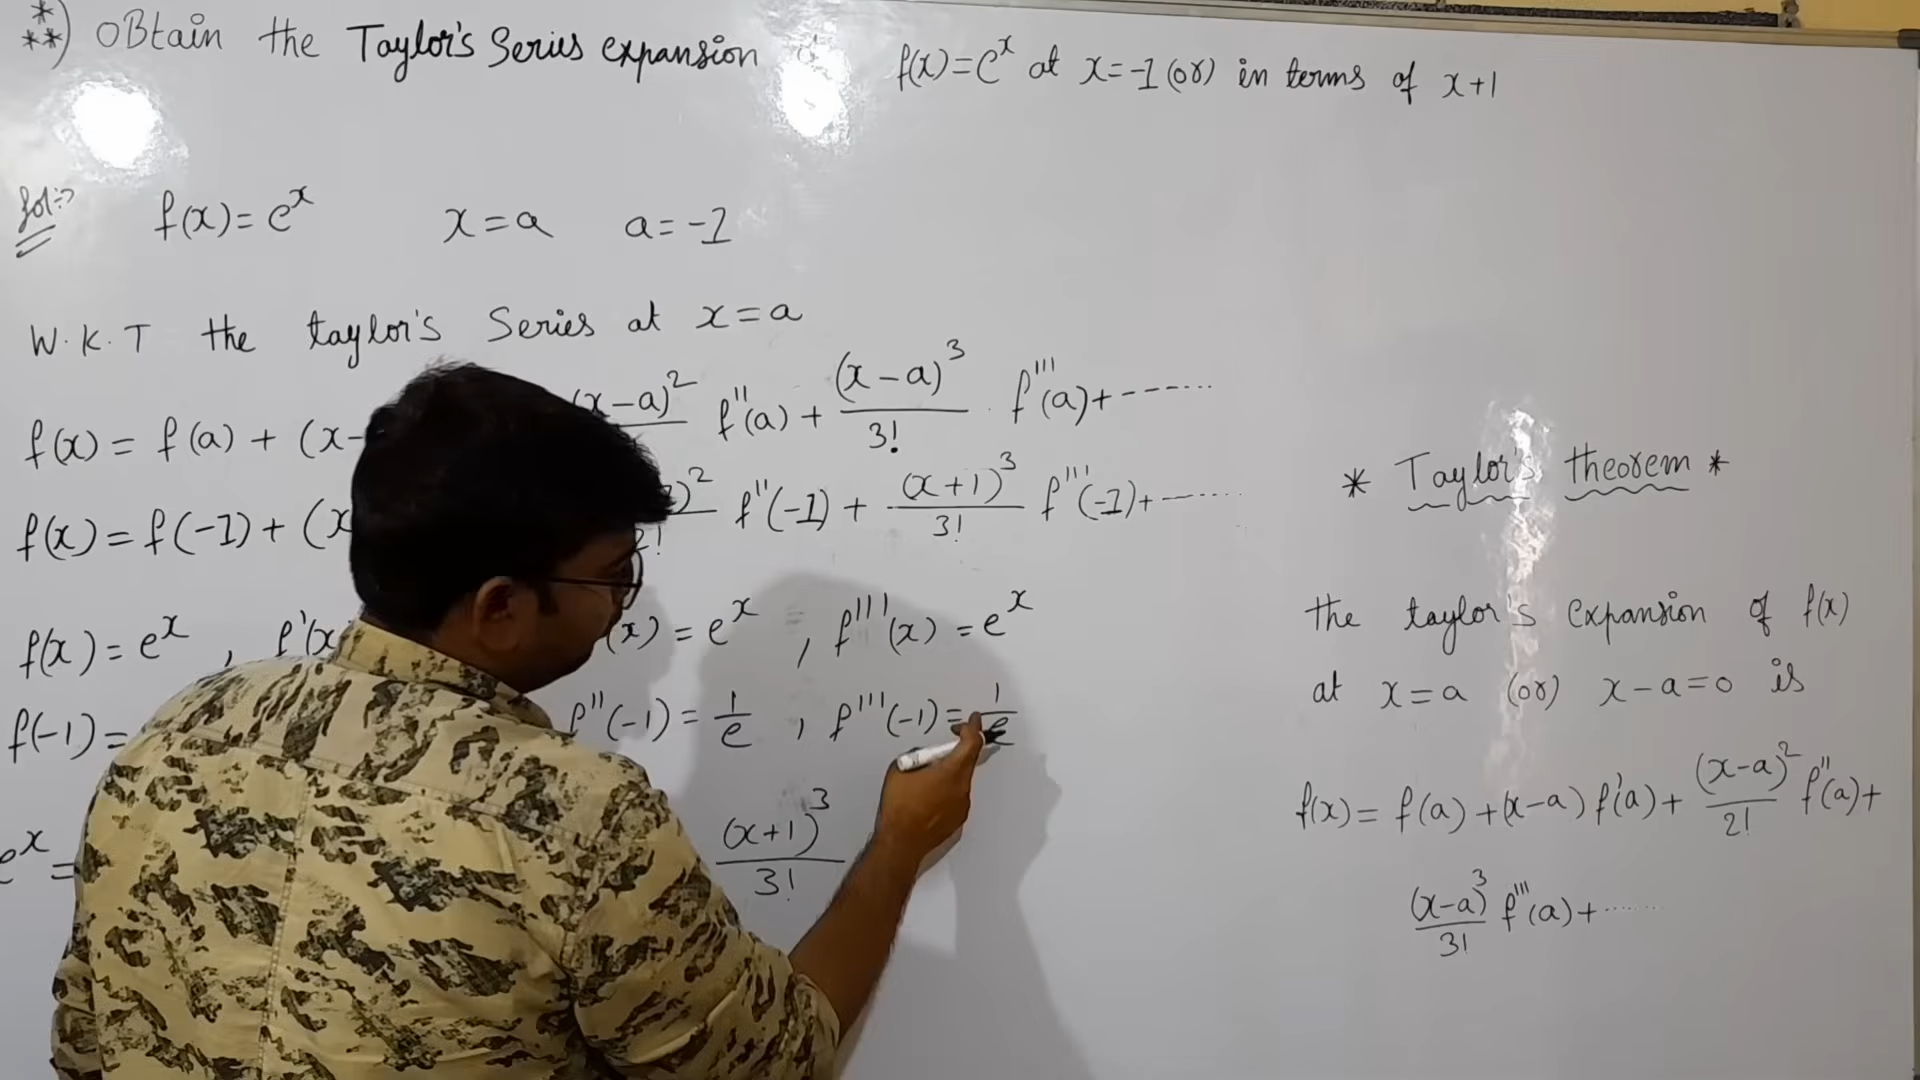 *
**) OBtain the Taylor's Series expansion f(x)=e^x at x=-1 (or) in terms of x+1
Sol:-> f(x)=e^x x=a a=-1
W.K.T the taylor's Series at x=a
f(x) = f(a) + (x- (x-a)^2 f''(a) + (x-a)^3/3! . f'''(a)+------
f(x) = f(-1) + (x )^2/2! f''(-1) + (x+1)^3/3! f'''(-1)+------
f(x) = e^x , f'(x (x) = e^x , f'''(x) = e^x
f(-1) = f''(-1) = 1/e , f'''(-1) = 1/e
e^x = (x+1)^3/3!
* Taylor's theorem *
the taylor's expansion of f(x)
at x=a (or) x-a=0 is
f(x) = f(a) + (x-a) f'(a) + (x-a)^2/2! f''(a)+
(x-a)^3/3! f'''(a)+......